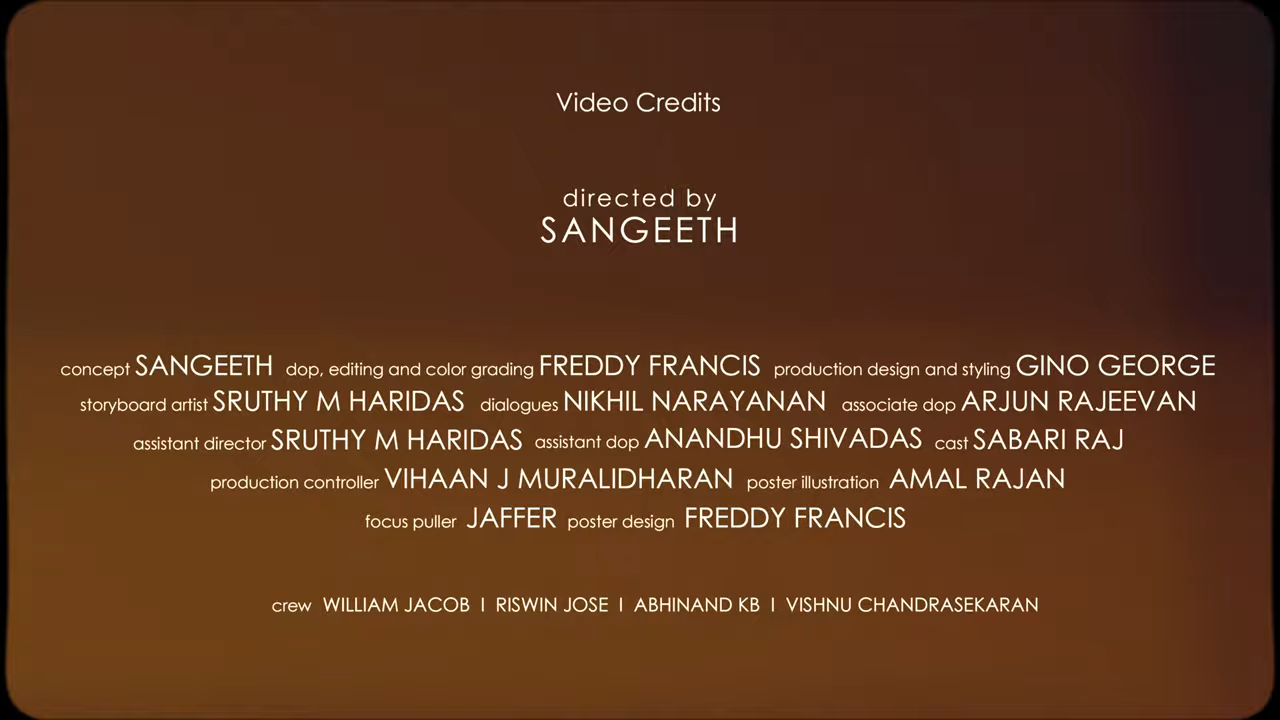 Video Credits
directed by
SANGEETH
concept SANGEETH dop, editing and color grading FREDDY FRANCIS production design and styling GINO GEORGE
storyboard artist SRUTHY M HARIDAS dialogues NIKHIL NARAYANAN associate dop ARJUN RAJEEVAN
assistant director SRUTHY M HARIDAS assistant dop ANANDHU SHIVADAS cast SABARI RAJ
production controller VIHAAN J MURALIDHARAN poster illustration AMAL RAJAN
focus puller JAFFER poster design FREDDY FRANCIS
crew WILLIAM JACOB I RISWIN JOSE I ABHINAND KB I VISHNU CHANDRASEKARAN